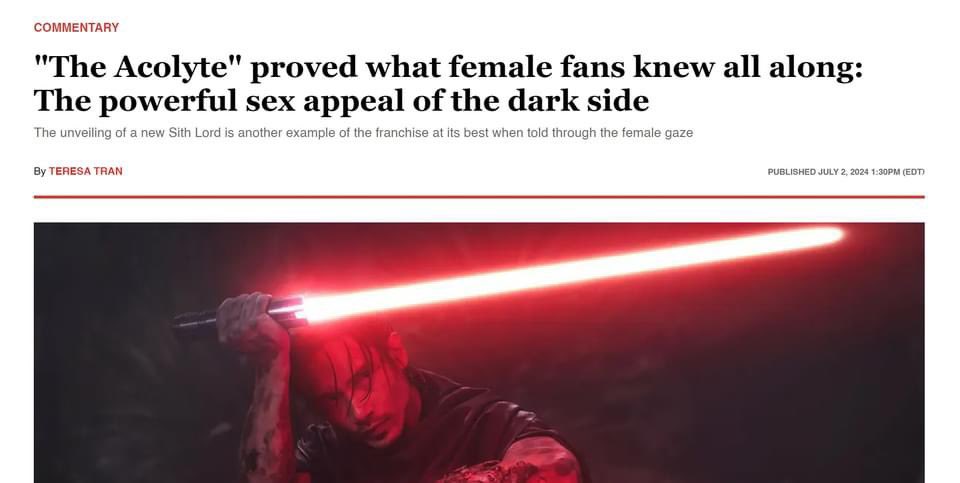 COMMENTARY
"The Acolyte" proved what female fans knew all along:
The powerful sex appeal of the dark side
The unveiling of a new Sith Lord is another example of the franchise at its best when told through the female gaze
By TERESA TRAN
PUBLISHED JULY 2, 2024 1:30PM (EDT)